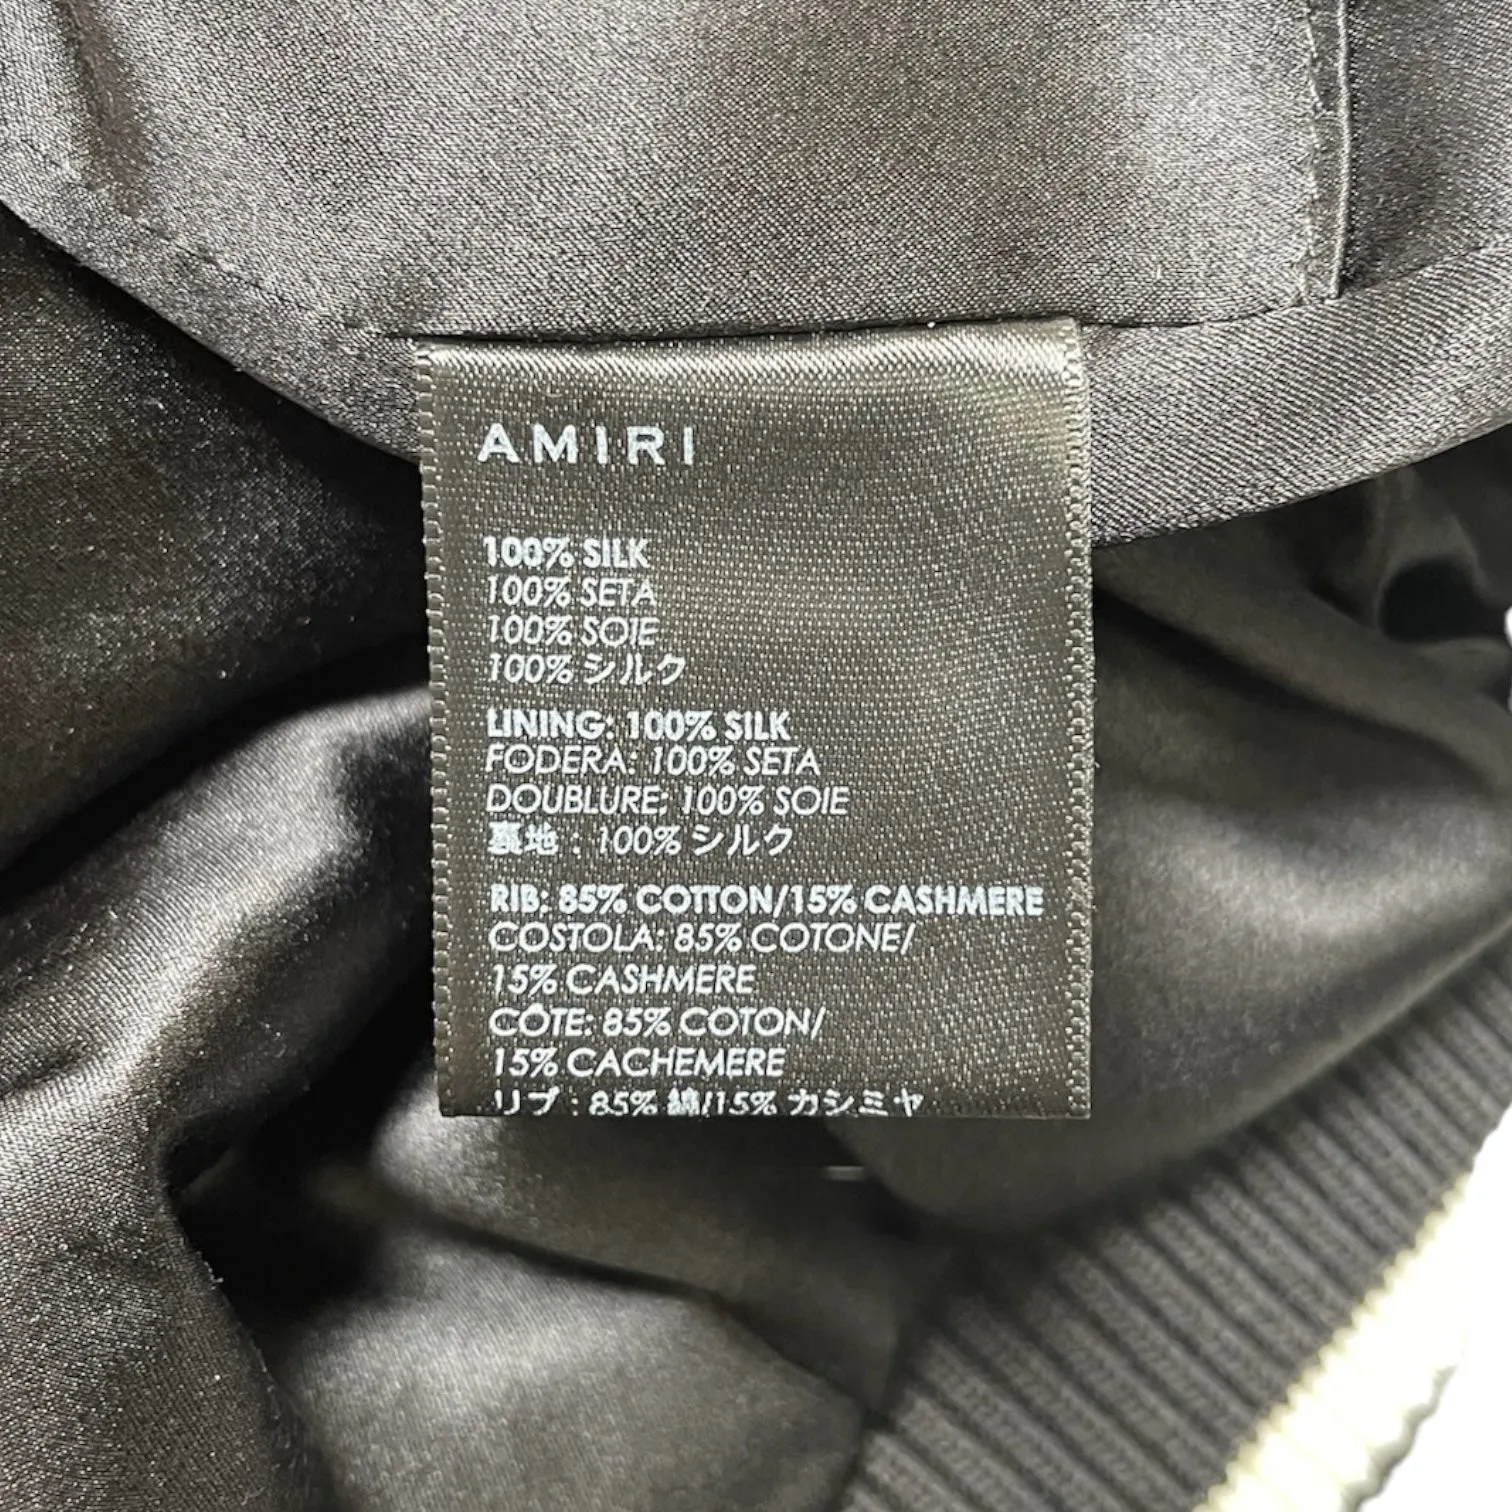 AMIRI
100% SILK
100% SETA
100% SOIE
100% シルク
LINING: 100% SILK
FODERA: 100% SETA
DOUBLURE: 100% SOIE
裏地 : 100% シルク
RIB: 85% COTTON/15% CASHMERE
COSTOLA: 85% COTONE/
15% CASHMERE
CÔTE: 85% COTON/
15% CACHEMERE
リブ : 85% 綿/15% カシミヤ